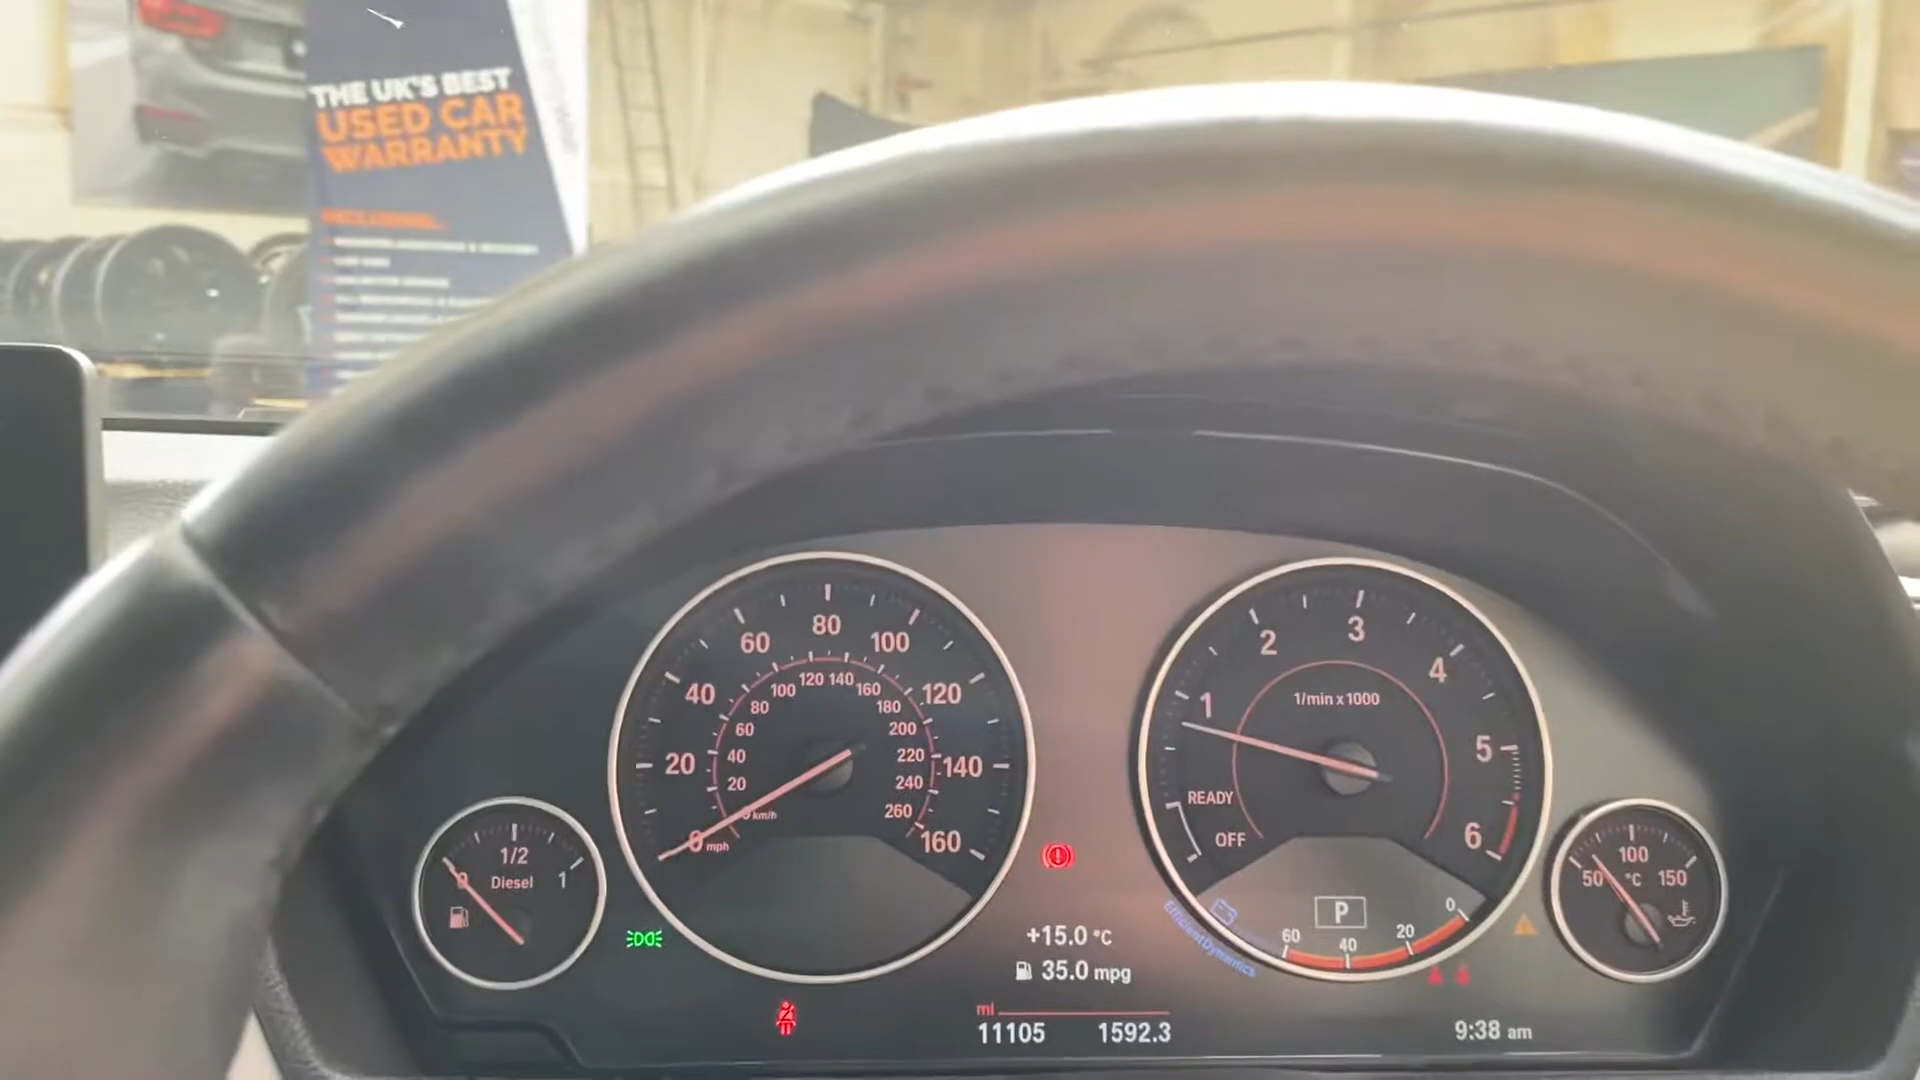 THE UK'S BEST
USED CAR
WARRANTY
INCLUDING...
80
60
100
40
120
20
140
0 mph
160
120 140
100
160
80
180
60
200
40
220
20
240
0 km/h
260
3
2
4
1
5
6
1/min x 1000
READY
OFF
P
60
40
20
0
EfficientDynamics
1/2
0
Diesel
1
100
50
°C
150
+15.0 °C
35.0 mpg
mi
11105
1592.3
9:38 am